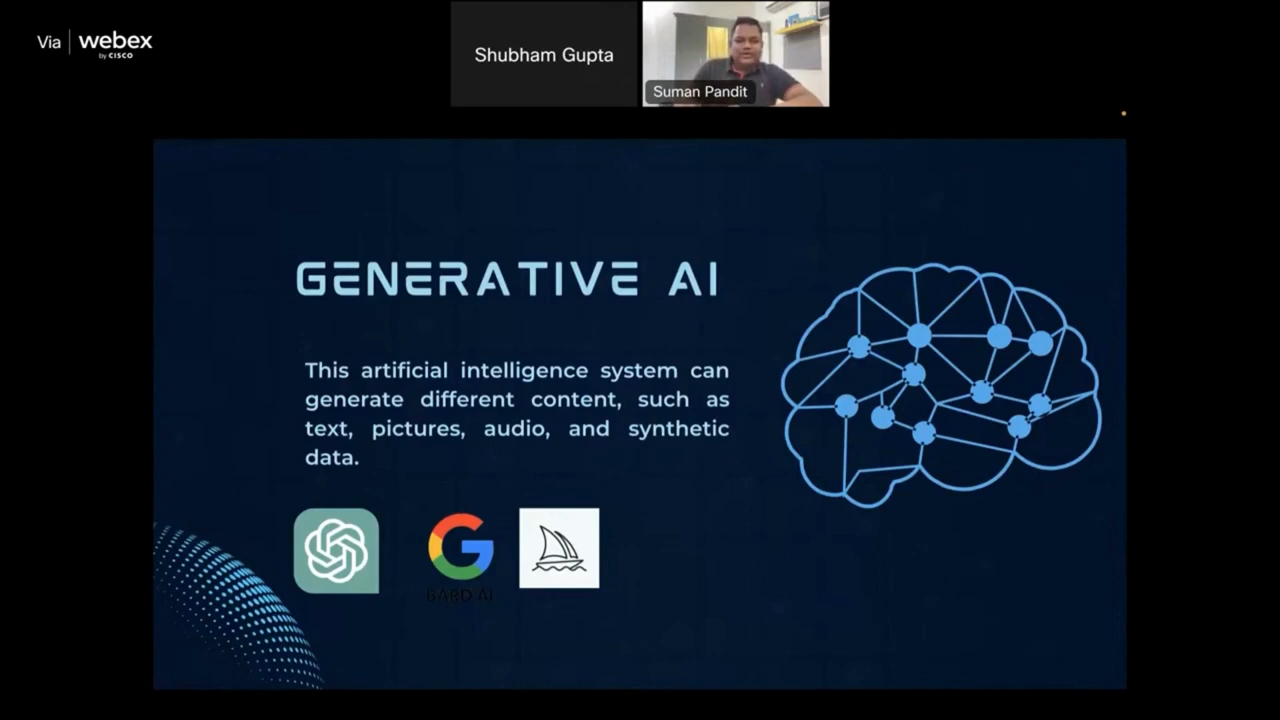 Via | webex
by CISCO
Shubham Gupta
Suman Pandit
GENERATIVE AI
This artificial intelligence system can
generate different content, such as
text, pictures, audio, and synthetic
data.
BARD AI